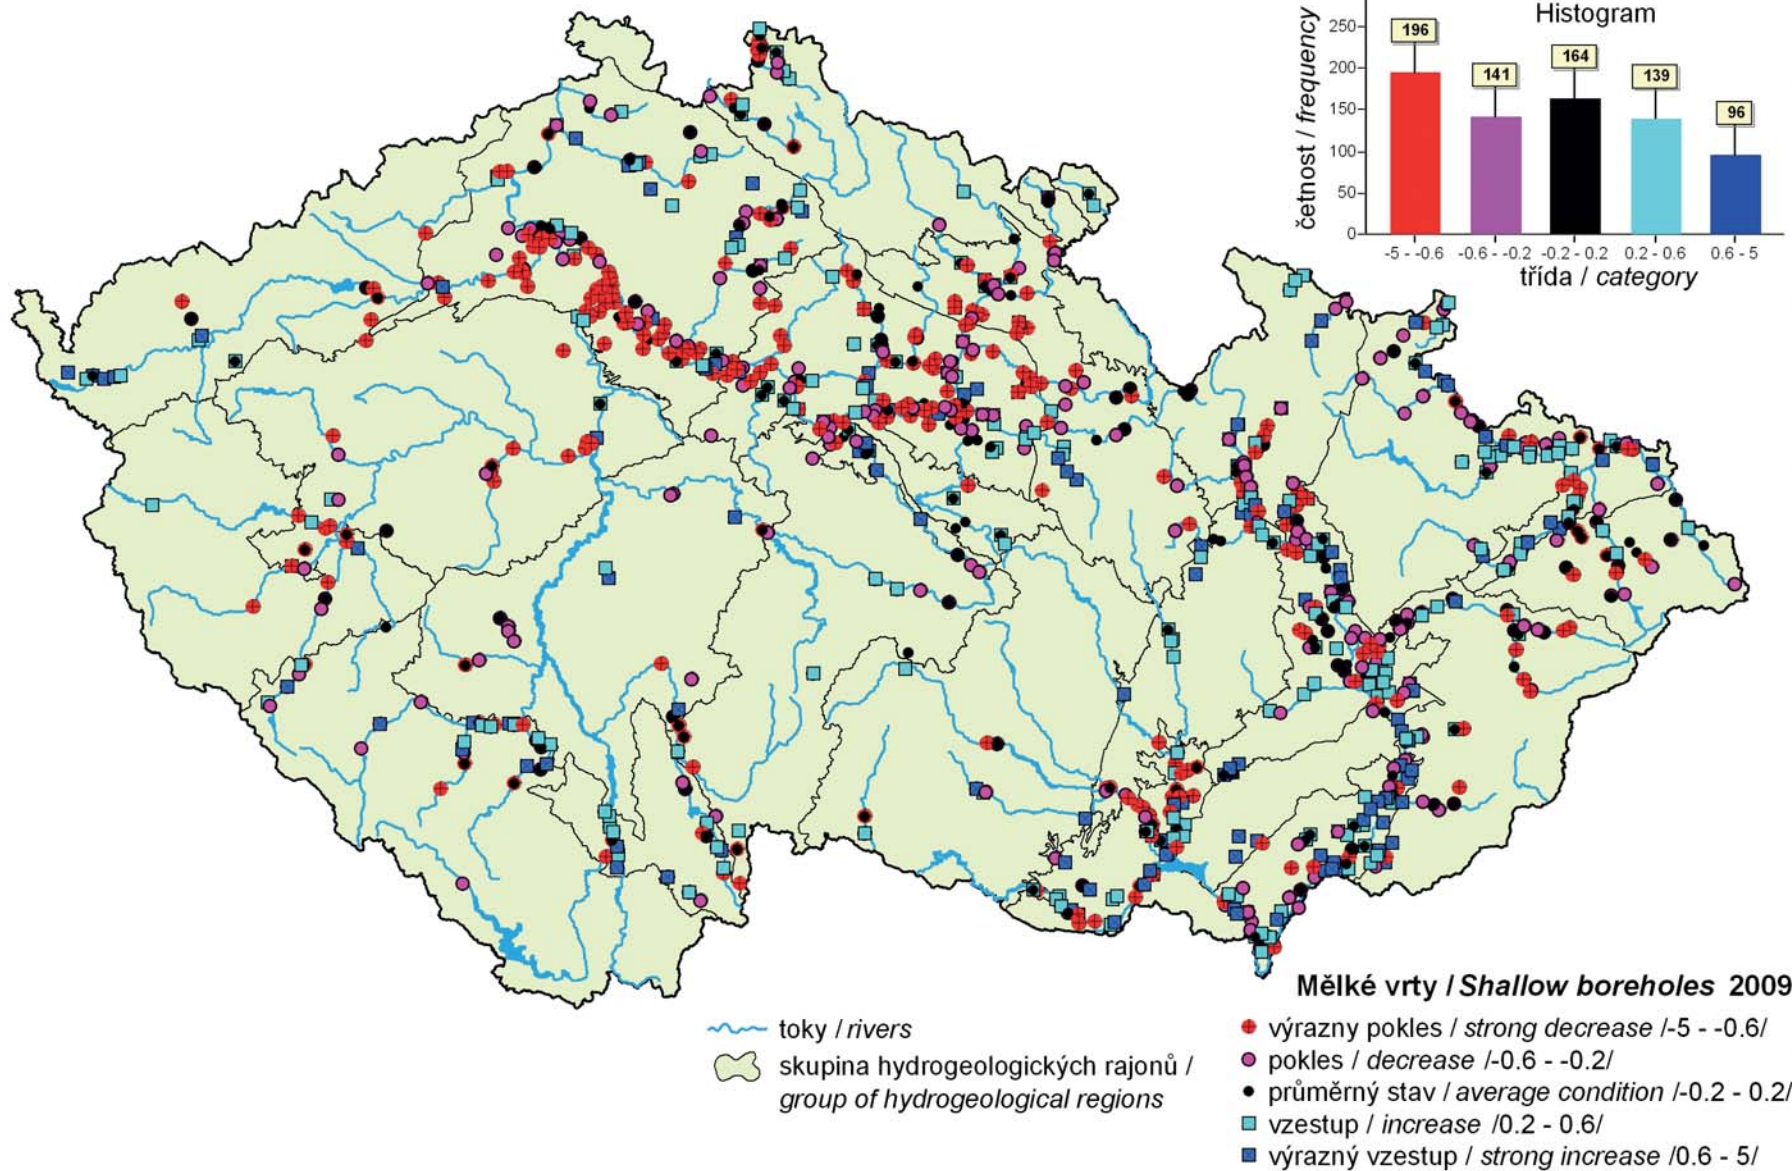 Histogram
četnost / frequency
250
200
150
100
50
0
196
141
164
139
96
-5 - -0.6
-0.6 - -0.2
-0.2 - 0.2
0.2 - 0.6
0.6 - 5
třída / category
Mělké vrty / Shallow boreholes 2009
výrazny pokles / strong decrease /-5 - -0.6/
pokles / decrease /-0.6 - -0.2/
průměrný stav / average condition /-0.2 - 0.2/
vzestup / increase /0.2 - 0.6/
výrazný vzestup / strong increase /0.6 - 5/
toky / rivers
skupina hydrogeologických rajonů /
group of hydrogeological regions